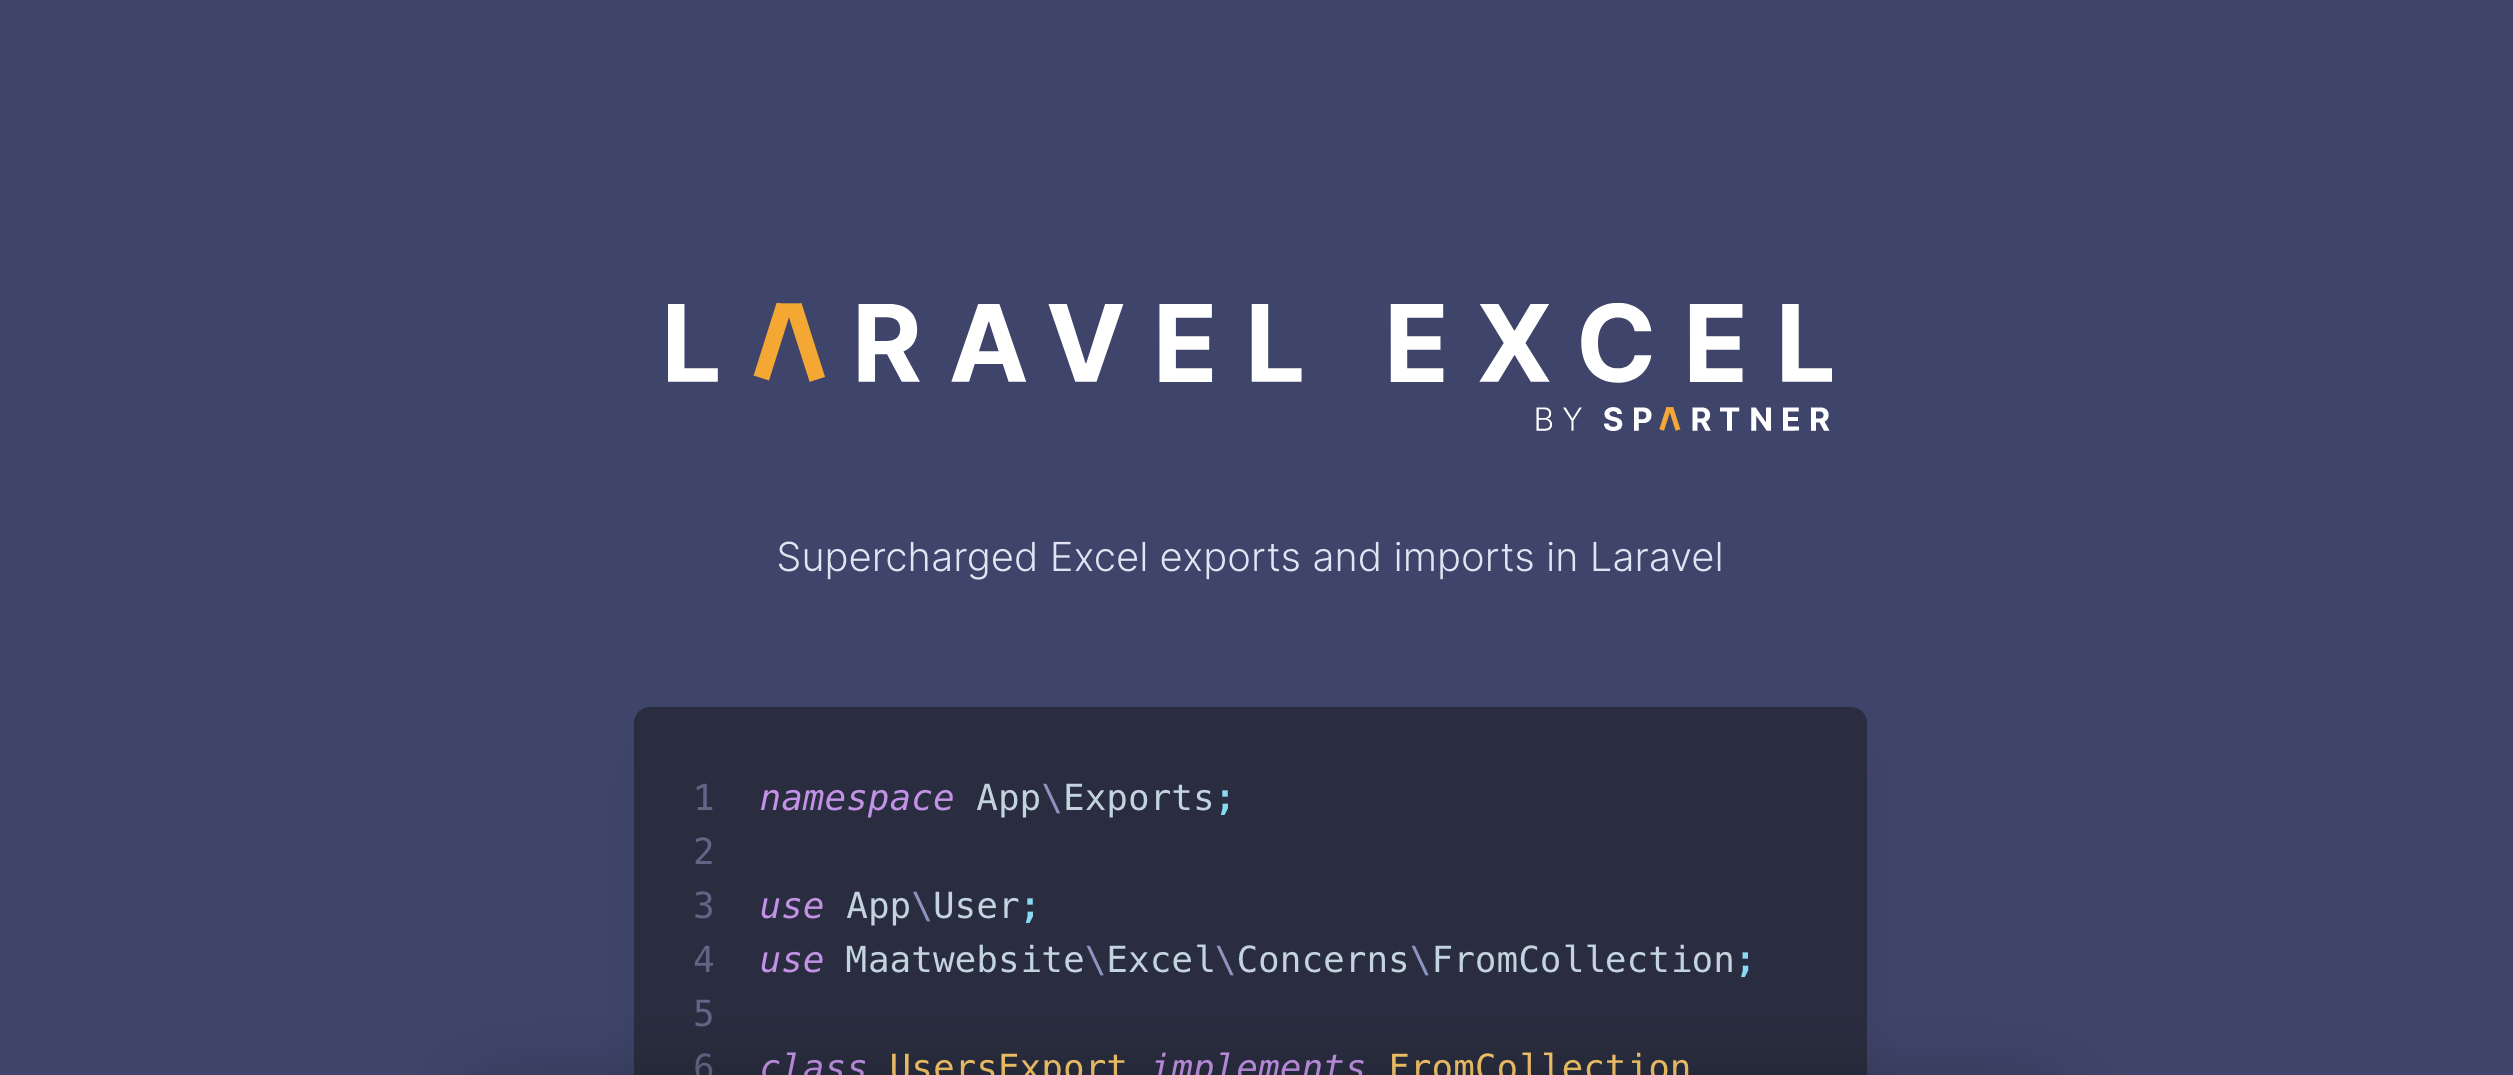 LARAVEL EXCEL
BY SPARTNER
Supercharged Excel exports and imports in Laravel
1 namespace App\Exports;
2
3 use App\User;
4 use Maatwebsite\Excel\Concerns\FromCollection;
5
6 class UsersExport implements FromCollection